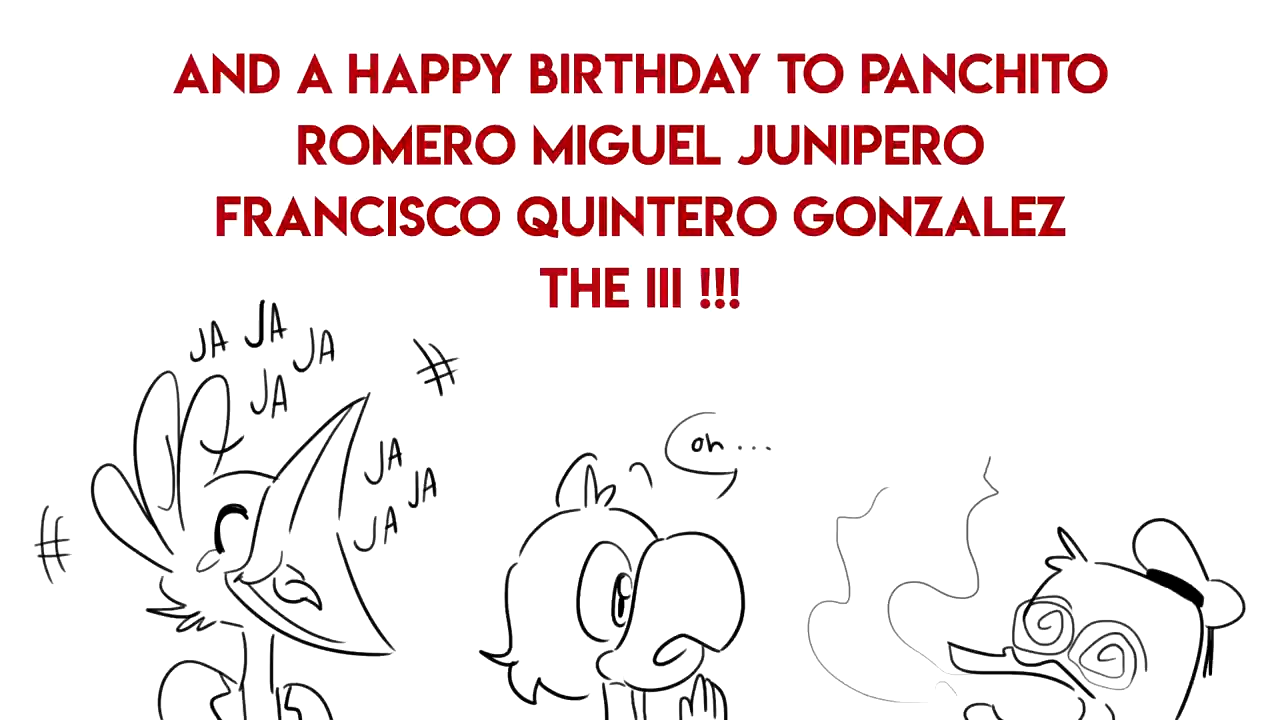 AND A HAPPY BIRTHDAY TO PANCHITO
ROMERO MIGUEL JUNIPERO
FRANCISCO QUINTERO GONZALEZ
THE III !!!
JA JA JA
JA
JA
JA
JA
oh ...